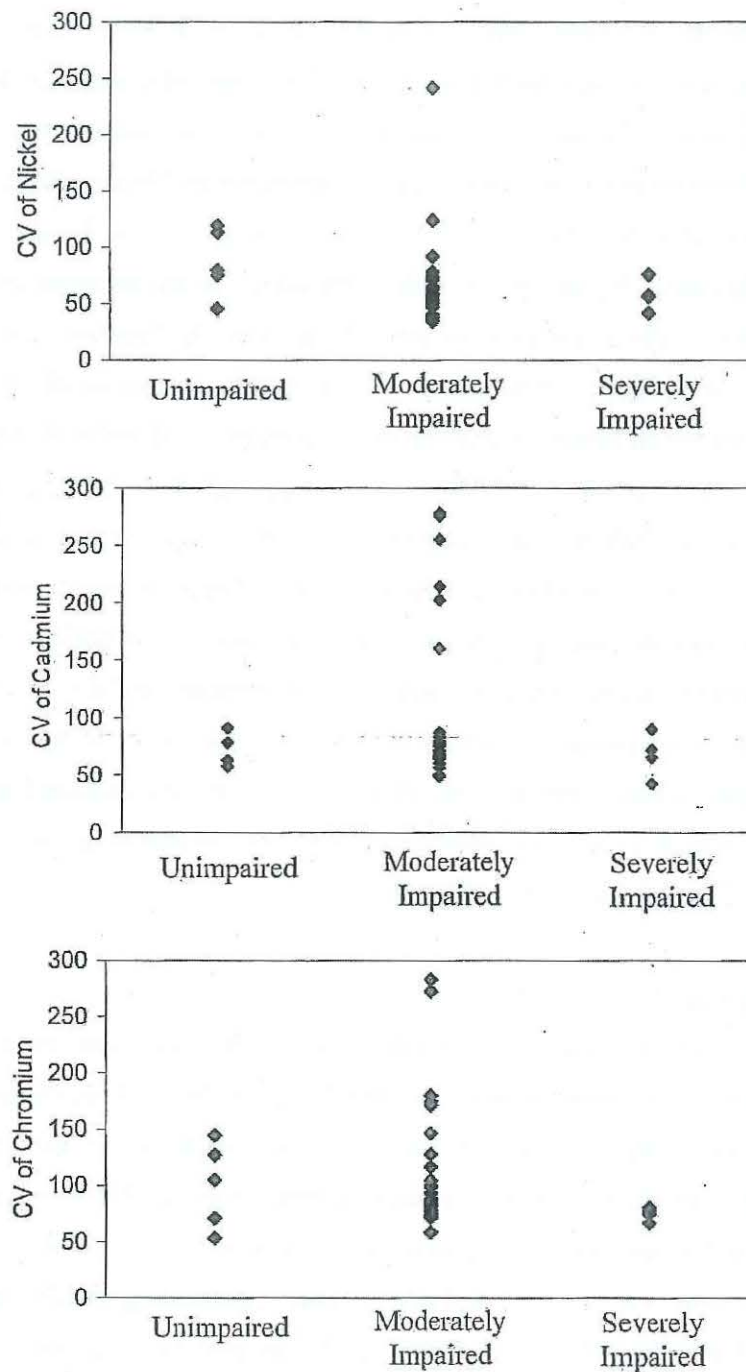 300
250
200
150
100
50
0
CV of Nickel
Unimpaired
Moderately
Impaired
Severely
Impaired
300
250
200
150
100
50
0
CV of Cadmium
Unimpaired
Moderately
Impaired
Severely
Impaired
300
250
200
150
100
50
0
CV of Chromium
Unimpaired
Moderately
Impaired
Severely
Impaired